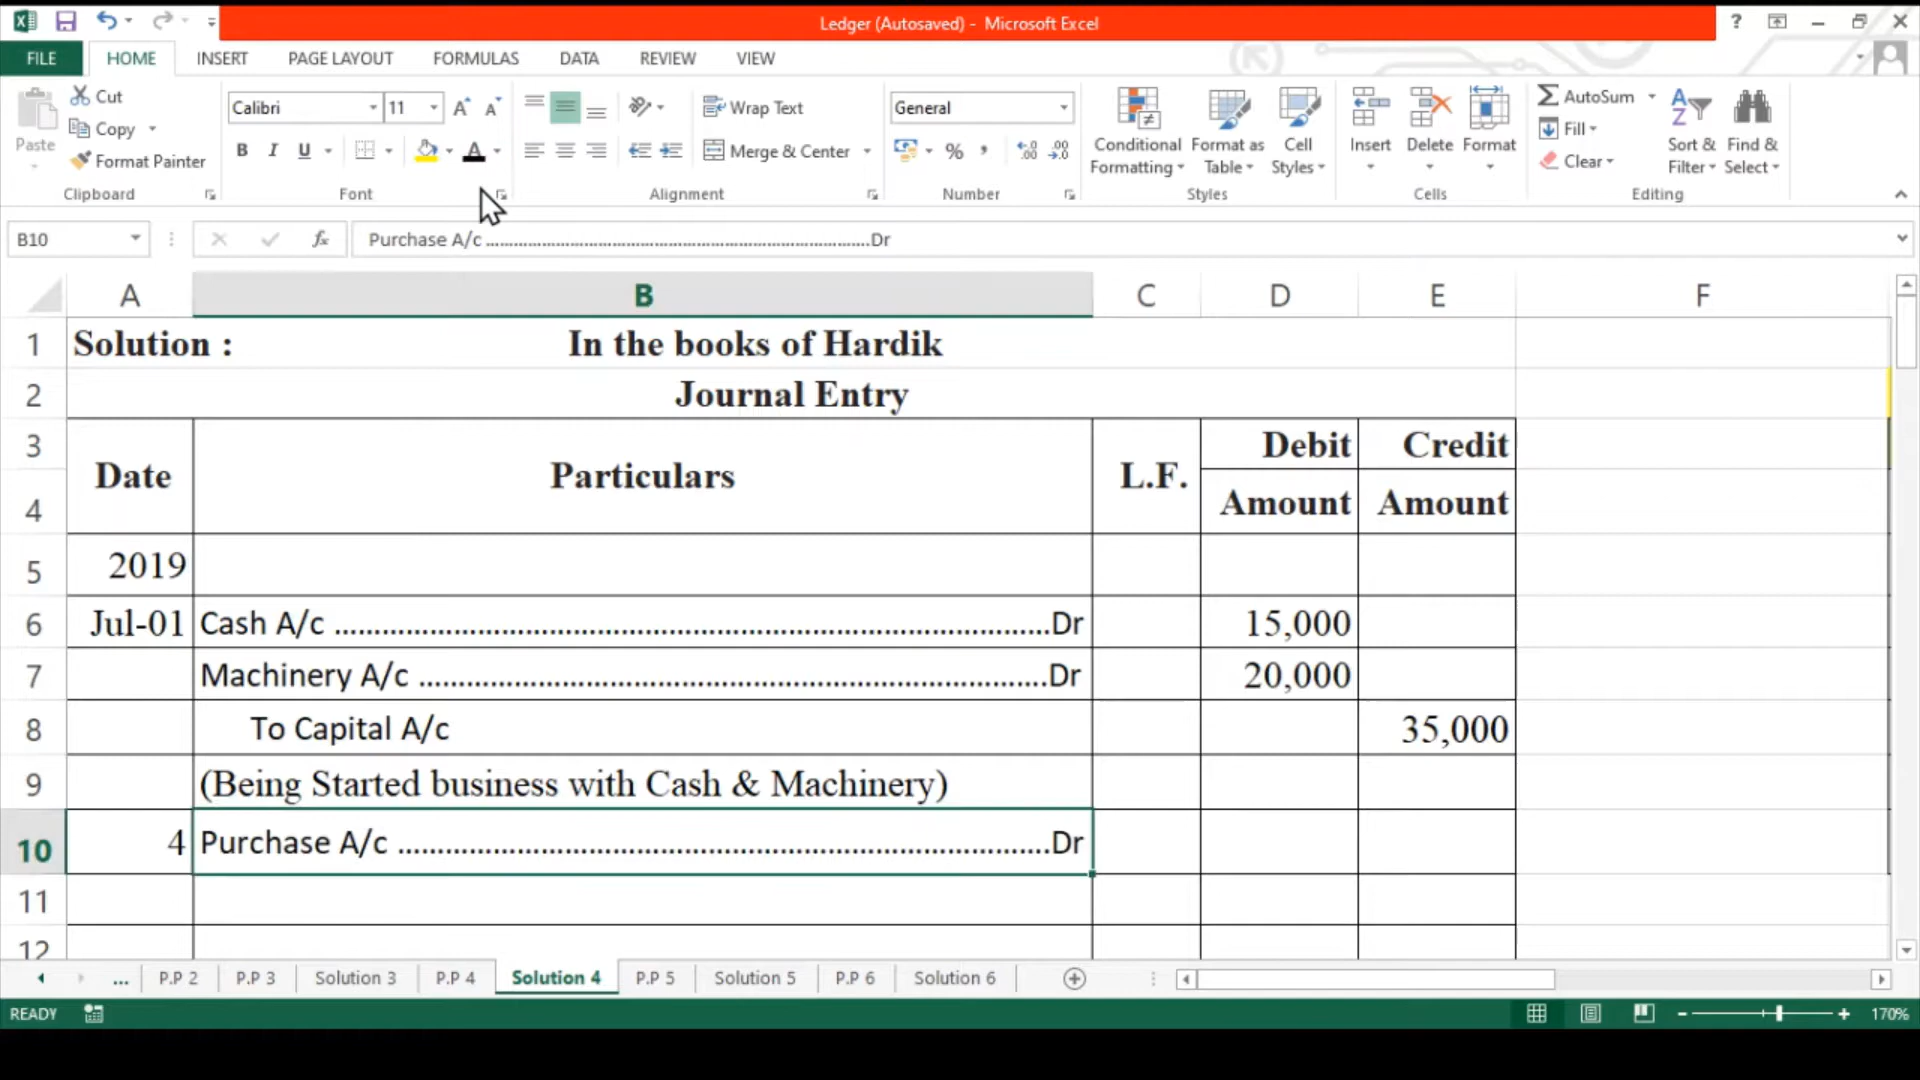 Ledger (Autosaved) - Microsoft Excel
?
FILE HOME INSERT PAGE LAYOUT FORMULAS DATA REVIEW VIEW
Paste
Cut
Copy
Format Painter
Clipboard
Calibri 11
B I U
Font
Wrap Text
Merge & Center
Alignment
General
%
Number
Conditional Formatting
Format as Table
Cell Styles
Styles
Insert Delete Format
Cells
AutoSum
Fill
Clear
Sort & Filter
Find & Select
Editing
B10 fx Purchase A/c ................................................................................Dr
A B C D E F
1 Solution : In the books of Hardik
2 Journal Entry
3 Date Particulars L.F. Debit Credit
4 Amount Amount
5 2019
6 Jul-01 Cash A/c ................................................................................Dr 15,000
7 Machinery A/c ................................................................................Dr 20,000
8 To Capital A/c 35,000
9 (Being Started business with Cash & Machinery)
10 4 Purchase A/c ................................................................................Dr
11
12
... P.P 2 P.P 3 Solution 3 P.P 4 Solution 4 P.P 5 Solution 5 P.P 6 Solution 6
READY 170%